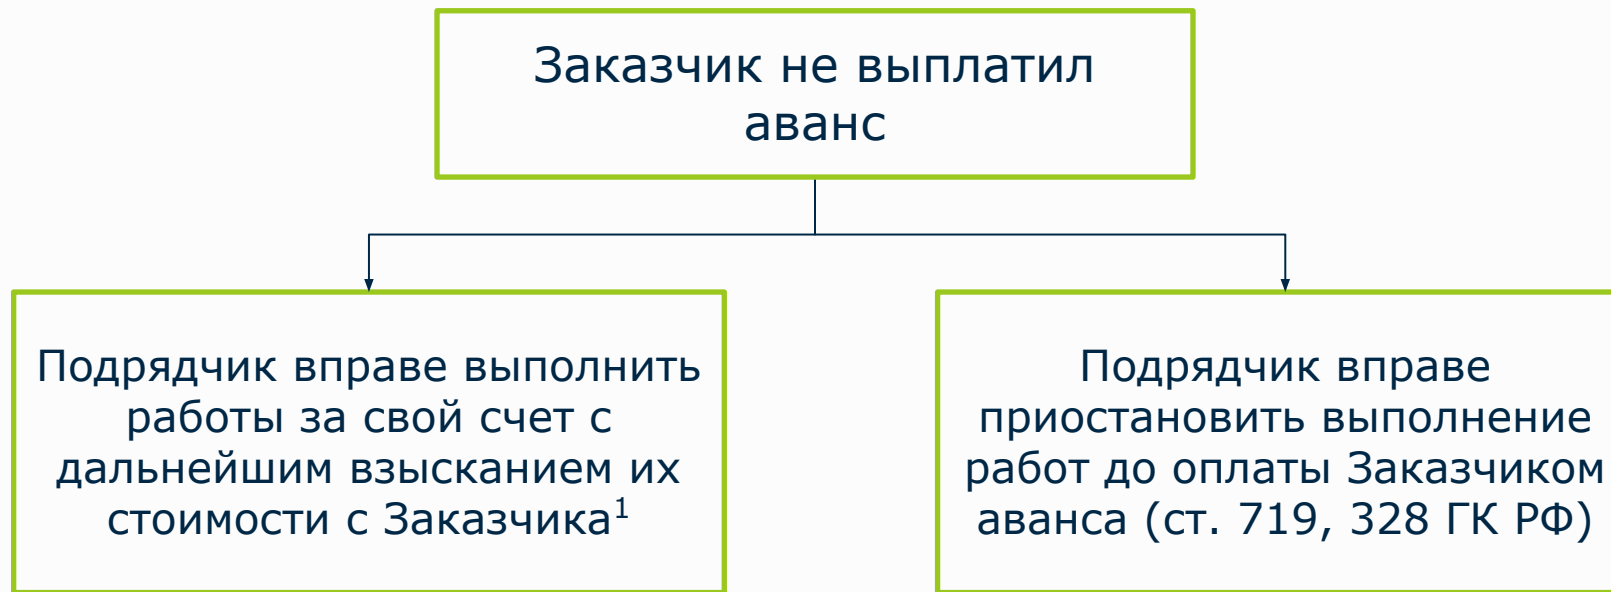 Заказчик не выплатил
аванс
Подрядчик вправе выполнить
работы за свой счет с
дальнейшим взысканием их
стоимости с Заказчика¹
Подрядчик вправе
приостановить выполнение
работ до оплаты Заказчиком
аванса (ст. 719, 328 ГК РФ)